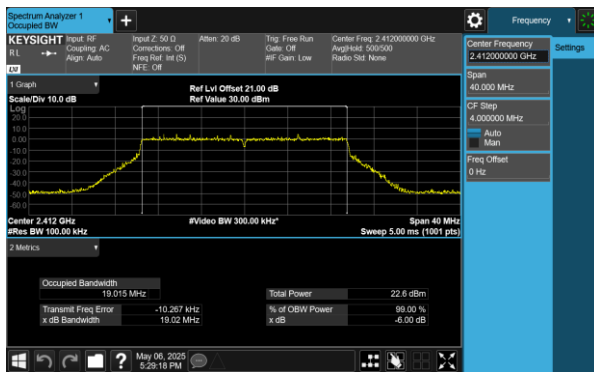 Spectrum Analyzer 1
Occupied BW
Frequency
KEYSIGHT
RL
LXI
Input: RF
Coupling: AC
Align: Auto
Input Z: 50 Ω
Corrections: Off
Freq Ref: Int (S)
NFE: Off
Atten: 20 dB
Trig: Free Run
Gate: Off
#IF Gain: Low
Center Freq: 2.412000000 GHz
Avg|Hold: 500/500
Radio Std: None
Center Frequency
2.412000000 GHz
Settings
Span
40.000 MHz
CF Step
4.000000 MHz
Auto
Man
Freq Offset
0 Hz
1 Graph
Scale/Div 10.0 dB
Ref Lvl Offset 21.00 dB
Ref Value 30.00 dBm
Log
20.0
10.0
0.00
-10.0
-20.0
-30.0
-40.0
-50.0
-60.0
Center 2.412 GHz
#Video BW 300.00 kHz*
Span 40 MHz
#Res BW 100.00 kHz
Sweep 5.00 ms (1001 pts)
2 Metrics
Occupied Bandwidth
19.015 MHz
Total Power 22.6 dBm
Transmit Freq Error -10.267 kHz
% of OBW Power 99.00 %
x dB Bandwidth 19.02 MHz
x dB -6.00 dB
?
May 06, 2025
5:29:18 PM